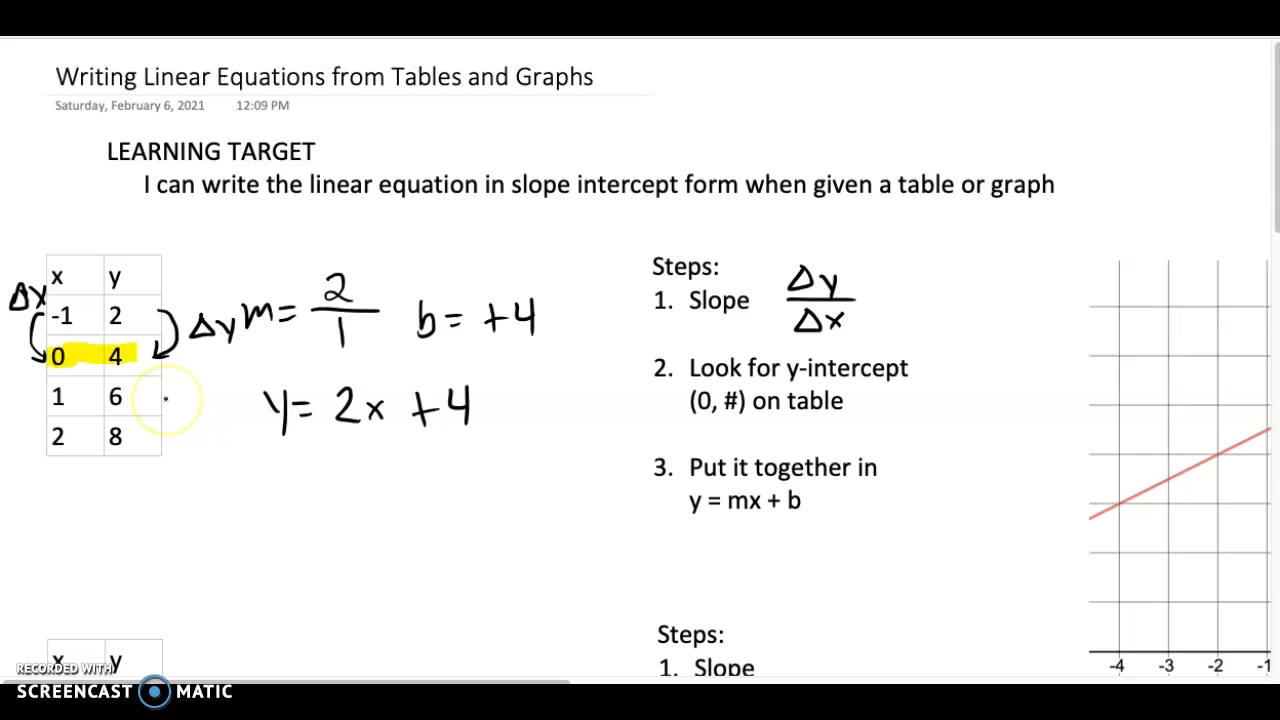 Writing Linear Equations from Tables and Graphs
Saturday, February 6, 2021 12:09 PM
LEARNING TARGET
I can write the linear equation in slope intercept form when given a table or graph
x y
Δx
-1 2
0 4
1 6
2 8
Δy
m = 2/1 b = +4
y = 2x + 4
Steps:
1. Slope Δy/Δx
2. Look for y-intercept
(0, #) on table
3. Put it together in
y = mx + b
x y
Steps:
1. Slope
-4 -3 -2 -1
RECORDED WITH
SCREENCAST MATIC